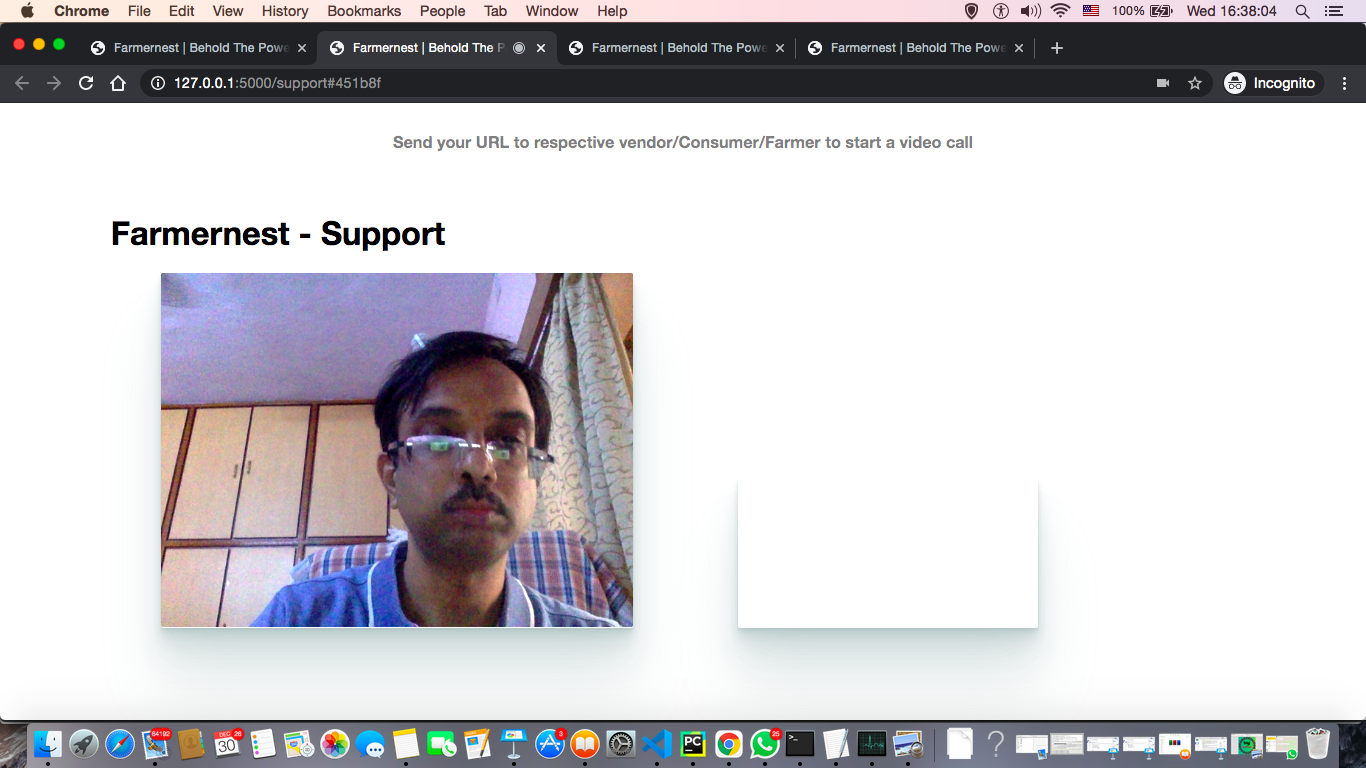 Chrome File Edit View History Bookmarks People Tab Window Help 100% Wed 16:38:04
Farmernest | Behold The Powe Farmernest | Behold The P Farmernest | Behold The Powe Farmernest | Behold The Powe
127.0.0.1:5000/support#451b8f Incognito
Send your URL to respective vendor/Consumer/Farmer to start a video call
Farmernest - Support
84192 DEC 26 3 25
30 PC